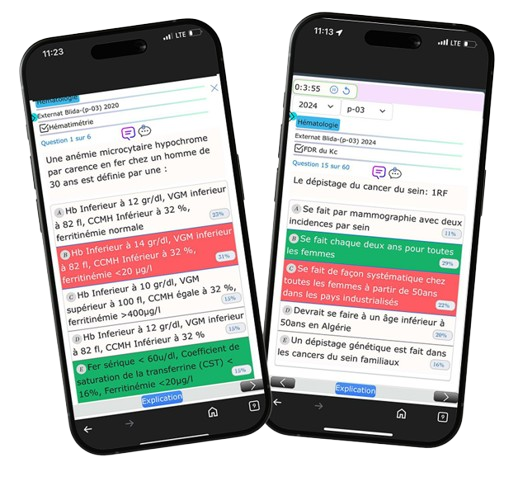 11:23
LTE
Hématologie
Externat Blida-(p-03) 2020
Hématimétrie
Question 1 sur 6
Une anémie microcytaire hypochrome
par carence en fer chez un homme de
30 ans est définie par une :
A Hb Inferieur à 12 gr/dl, VGM inferieur
à 82 fl, CCMH Inférieur à 32 %,
ferritinémie normale
B Hb Inferieur à 14 gr/dl, VGM inferieur
à 82 fl, CCMH Inférieur à 32 %,
ferritinémie <20 µg/l
51%
C Hb Inferieur à 10 gr/dl, VGM
supérieur à 100 fl, CCMH égale à 32 %,
ferritinémie >400µg/l
D Hb Inferieur à 12 gr/dl, VGM inferieur
à 82 fl, CCMH Inférieur à 32 %
E Fer sérique < 60u/dl, Coefficient de
saturation de la transferrine (CST) <
16%, Ferritinémie <20µg/l
Explication
11:13
LTE
0:3:55
2024 p-03
Hématologie
Externat Blida-(p-03) 2024
FDR du Kc
Question 15 sur 60
Le dépistage du cancer du sein: 1RF
A Se fait par mammographie avec deux
incidences par sein
11%
B Se fait chaque deux ans pour toutes
les femmes
29%
C Se fait de façon systématique chez
toutes les femmes à partir de 50ans
dans les pays industrialisés
22%
D Devrait se faire à un âge inférieur à
50ans en Algérie
20%
E Un dépistage génétique est fait dans
les cancers du sein familiaux
16%
Explication